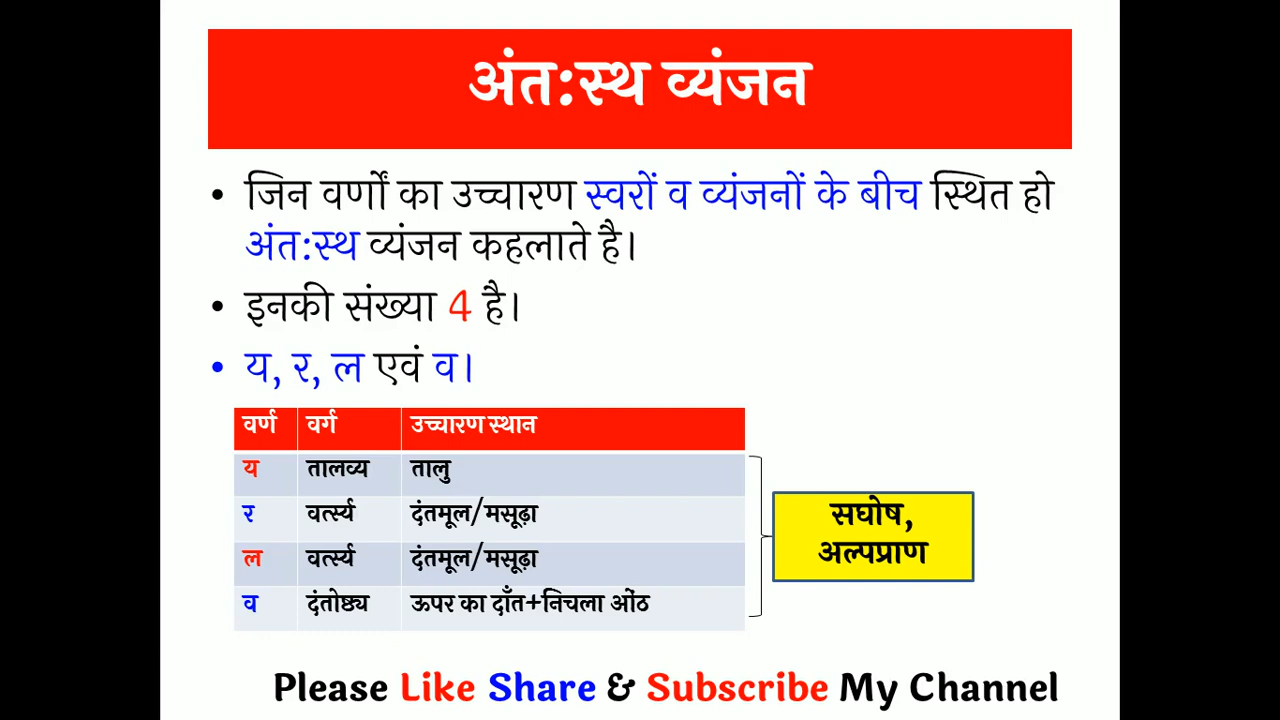 अंत:स्थ व्यंजन
• जिन वर्णों का उच्चारण स्वरों व व्यंजनों के बीच स्थित हो
अंत:स्थ व्यंजन कहलाते है।
• इनकी संख्या 4 है।
• य, र, ल एवं व।
वर्ण वर्ग उच्चारण स्थान
य तालव्य तालु
र वर्त्स्य दंतमूल/मसूढ़ा
ल वर्त्स्य दंतमूल/मसूढ़ा
व दंतोष्ठ्य ऊपर का दाँत+निचला ओंठ
सघोष,
अल्पप्राण
Please Like Share & Subscribe My Channel